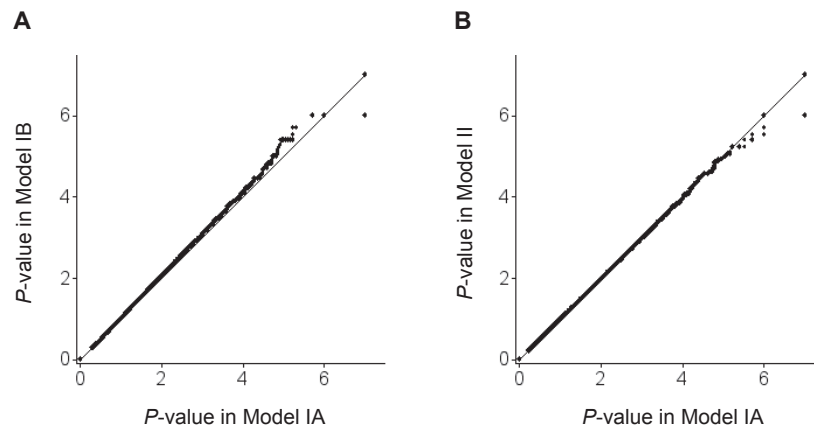 A
P-value in Model IB
6
4
2
0
0 2 4 6
P-value in Model IA
B
P-value in Model II
6
4
2
0
0 2 4 6
P-value in Model IA